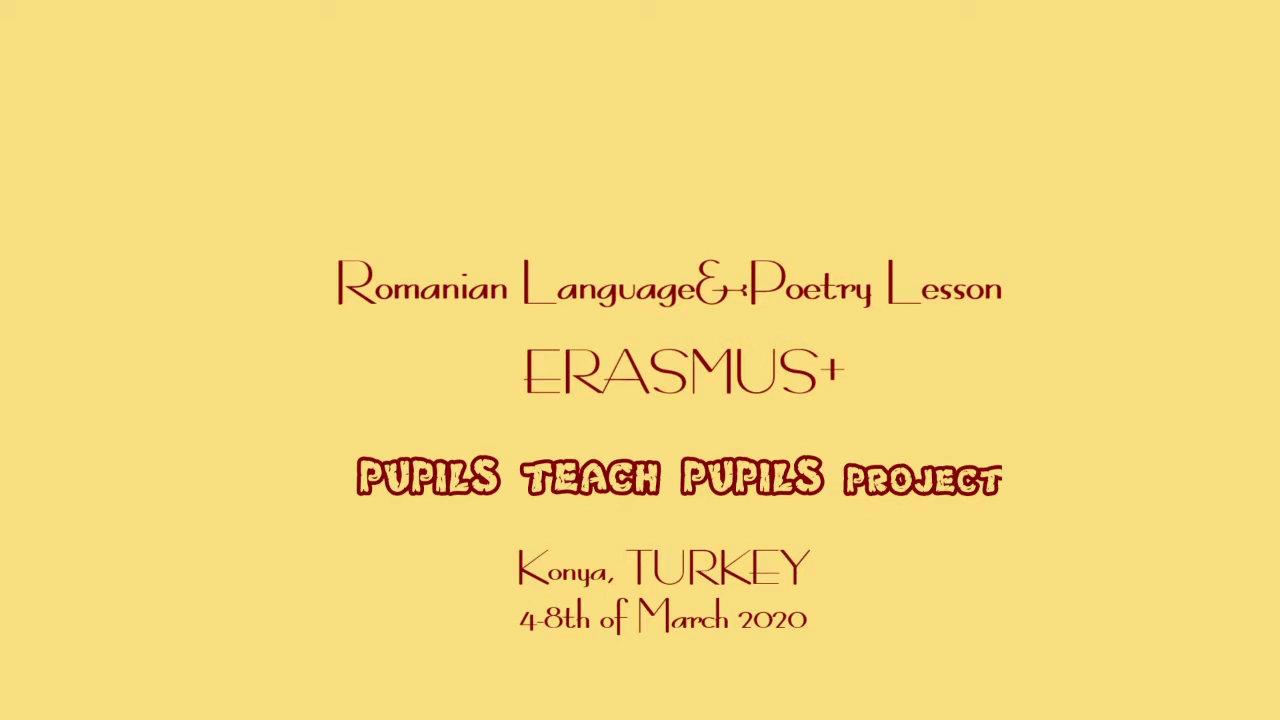 Romanian Language&Poetry Lesson
ERASMUS+
PUPILS TEACH PUPILS PROJECT
Konya, TURKEY
4-8th of March 2020